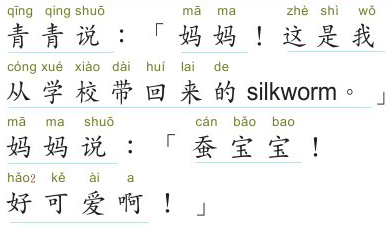 qīng qing shuō mā ma zhè shì wǒ
青青说：「妈妈！这是我
cóng xué xiào dài huí lai de
从学校带回来的 silkworm。」
mā ma shuō cán bǎo bao
妈妈说：「蚕宝宝！
hǎo2 kě ài a
好可爱啊！」